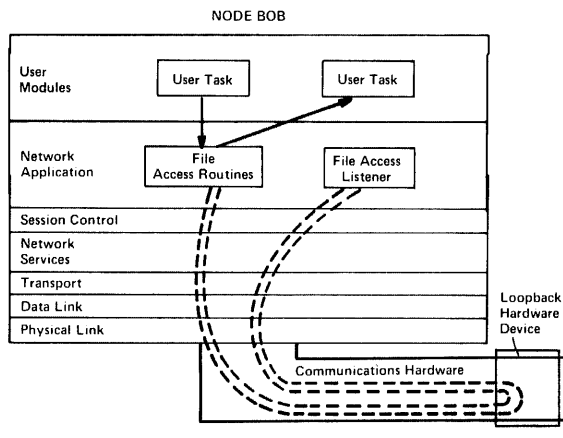 NODE BOB
User
Modules
User Task
User Task
Network
Application
File
Access Routines
File Access
Listener
Session Control
Network
Services
Transport
Data Link
Physical Link
Loopback
Hardware
Device
Communications Hardware